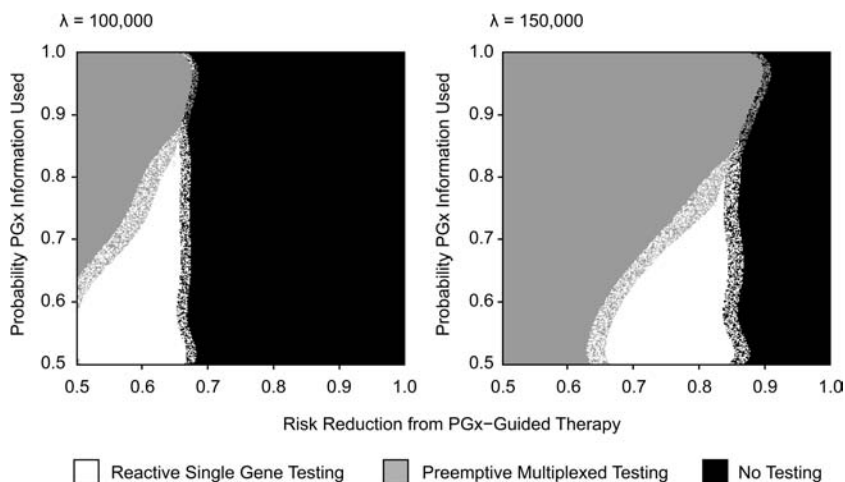 λ = 100,000
λ = 150,000
Probability PGx Information Used
1.0
0.9
0.8
0.7
0.6
0.5
0.5 0.6 0.7 0.8 0.9 1.0
Probability PGx Information Used
1.0
0.9
0.8
0.7
0.6
0.5
0.5 0.6 0.7 0.8 0.9 1.0
Risk Reduction from PGx−Guided Therapy
Reactive Single Gene Testing Preemptive Multiplexed Testing No Testing